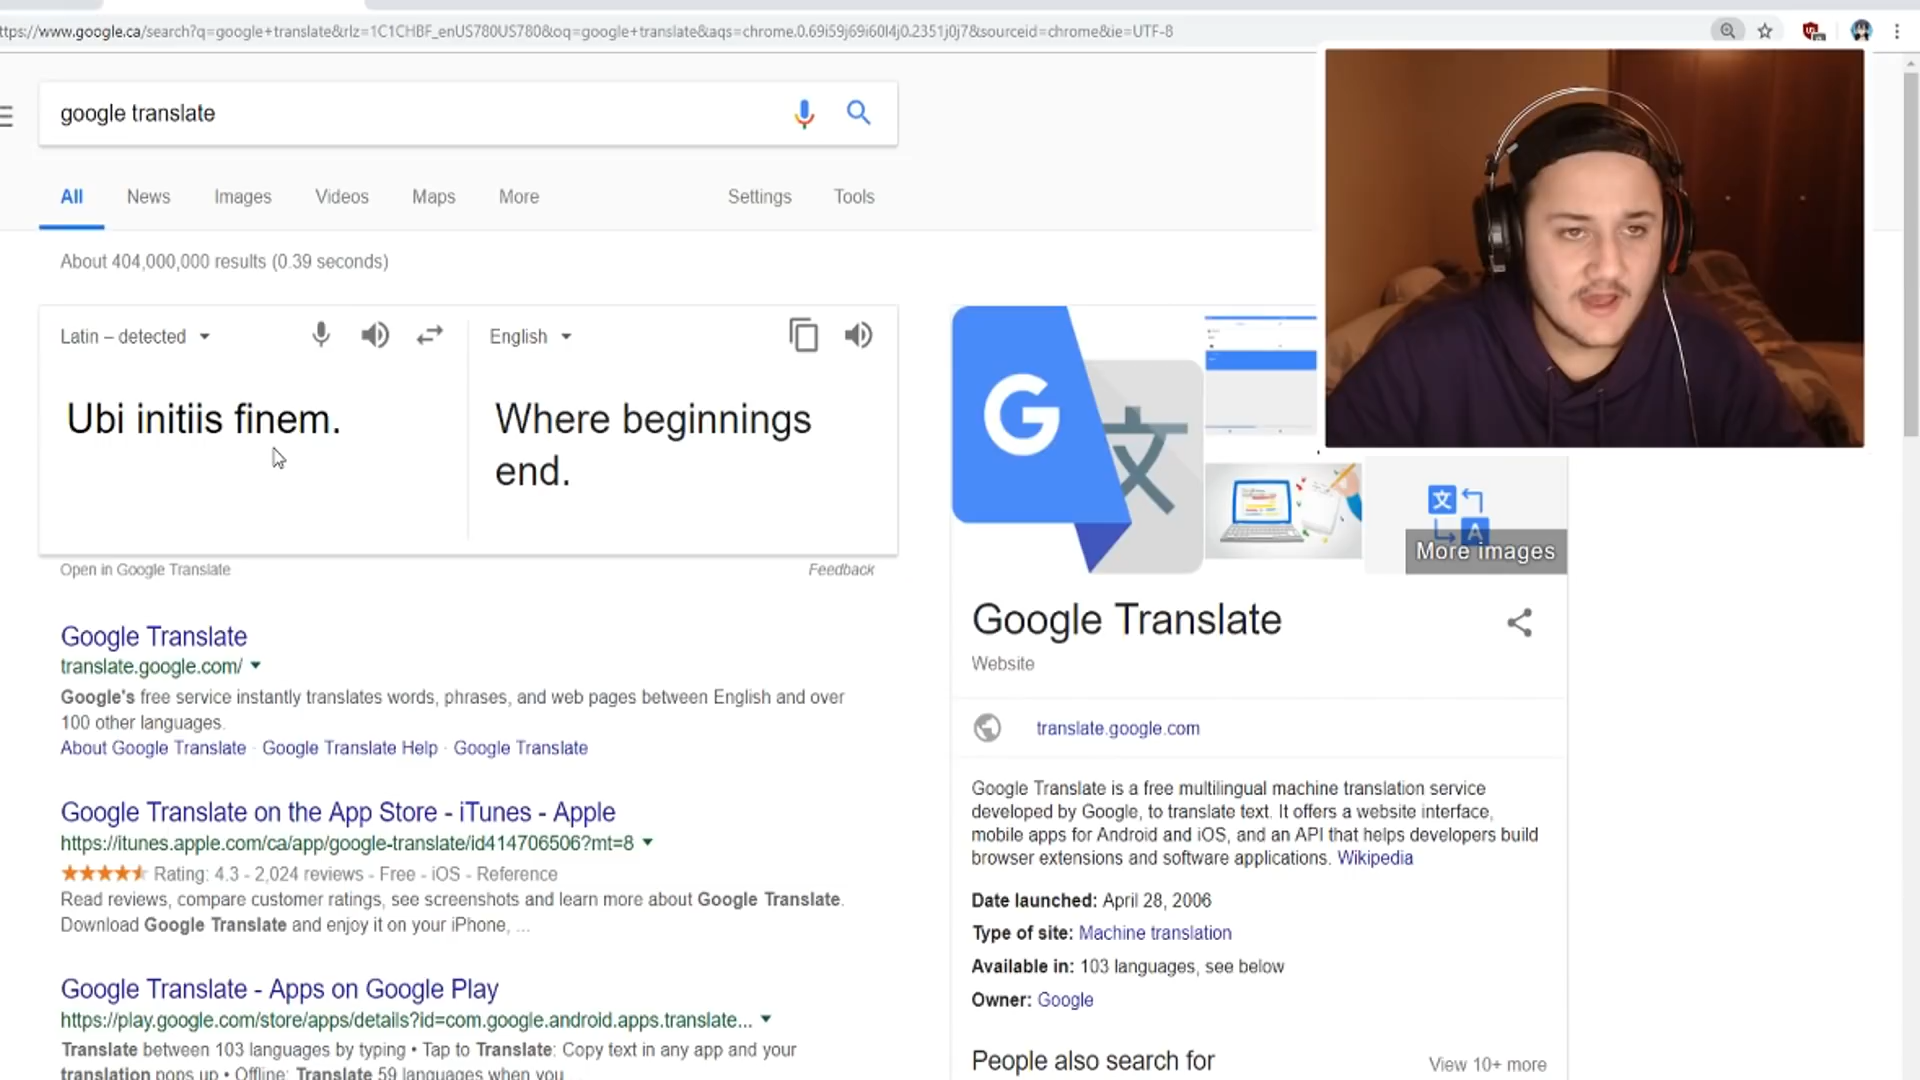 ttps://www.google.ca/search?q=google+translate&rlz=1C1CHBF_enUS780US780&oq=google+translate&aqs=chrome.0.69i59j69i60l4j0.2351j0j7&sourceid=chrome&ie=UTF-8
google translate
All News Images Videos Maps More Settings Tools
About 404,000,000 results (0.39 seconds)
Latin – detected
English
Ubi initiis finem.
Where beginnings
end.
Open in Google Translate
Feedback
Google Translate
translate.google.com/
Google's free service instantly translates words, phrases, and web pages between English and over
100 other languages.
About Google Translate · Google Translate Help · Google Translate
Google Translate on the App Store - iTunes - Apple
https://itunes.apple.com/ca/app/google-translate/id414706506?mt=8
Rating: 4.3 - 2,024 reviews - Free - iOS - Reference
Read reviews, compare customer ratings, see screenshots and learn more about Google Translate.
Download Google Translate and enjoy it on your iPhone, ...
Google Translate - Apps on Google Play
https://play.google.com/store/apps/details?id=com.google.android.apps.translate...
Translate between 103 languages by typing • Tap to Translate: Copy text in any app and your
translation pops up • Offline: Translate 59 languages when you
G
文
文
A
More images
Google Translate
Website
translate.google.com
Google Translate is a free multilingual machine translation service
developed by Google, to translate text. It offers a website interface,
mobile apps for Android and iOS, and an API that helps developers build
browser extensions and software applications. Wikipedia
Date launched: April 28, 2006
Type of site: Machine translation
Available in: 103 languages, see below
Owner: Google
People also search for
View 10+ more